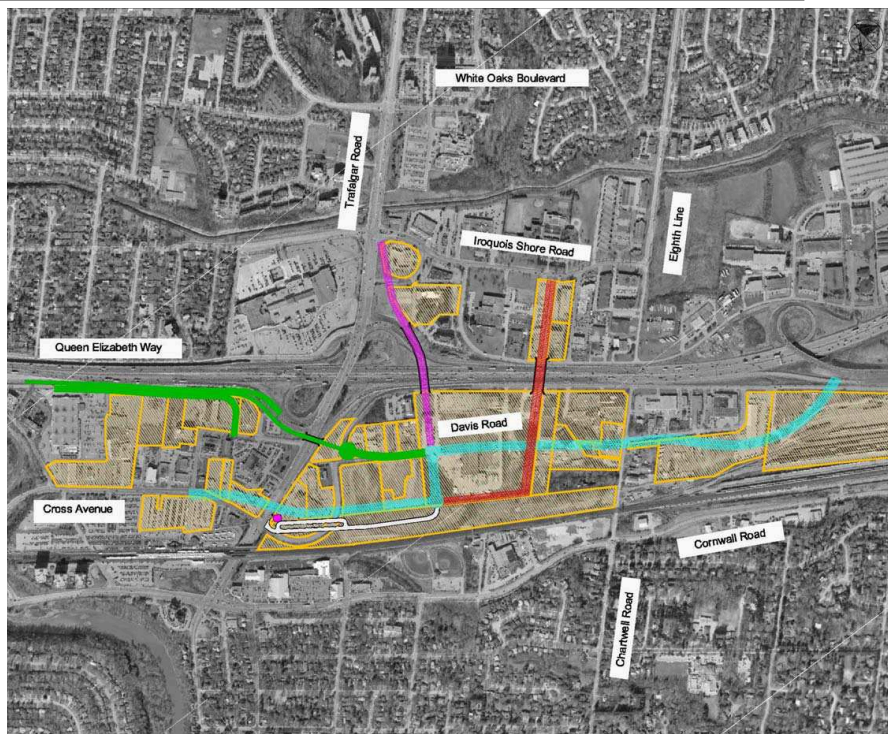 White Oaks Boulevard
Trafalgar Road
Iroquois Shore Road
Eighth Line
Queen Elizabeth Way
Davis Road
Cross Avenue
Cornwall Road
Chartwell Road